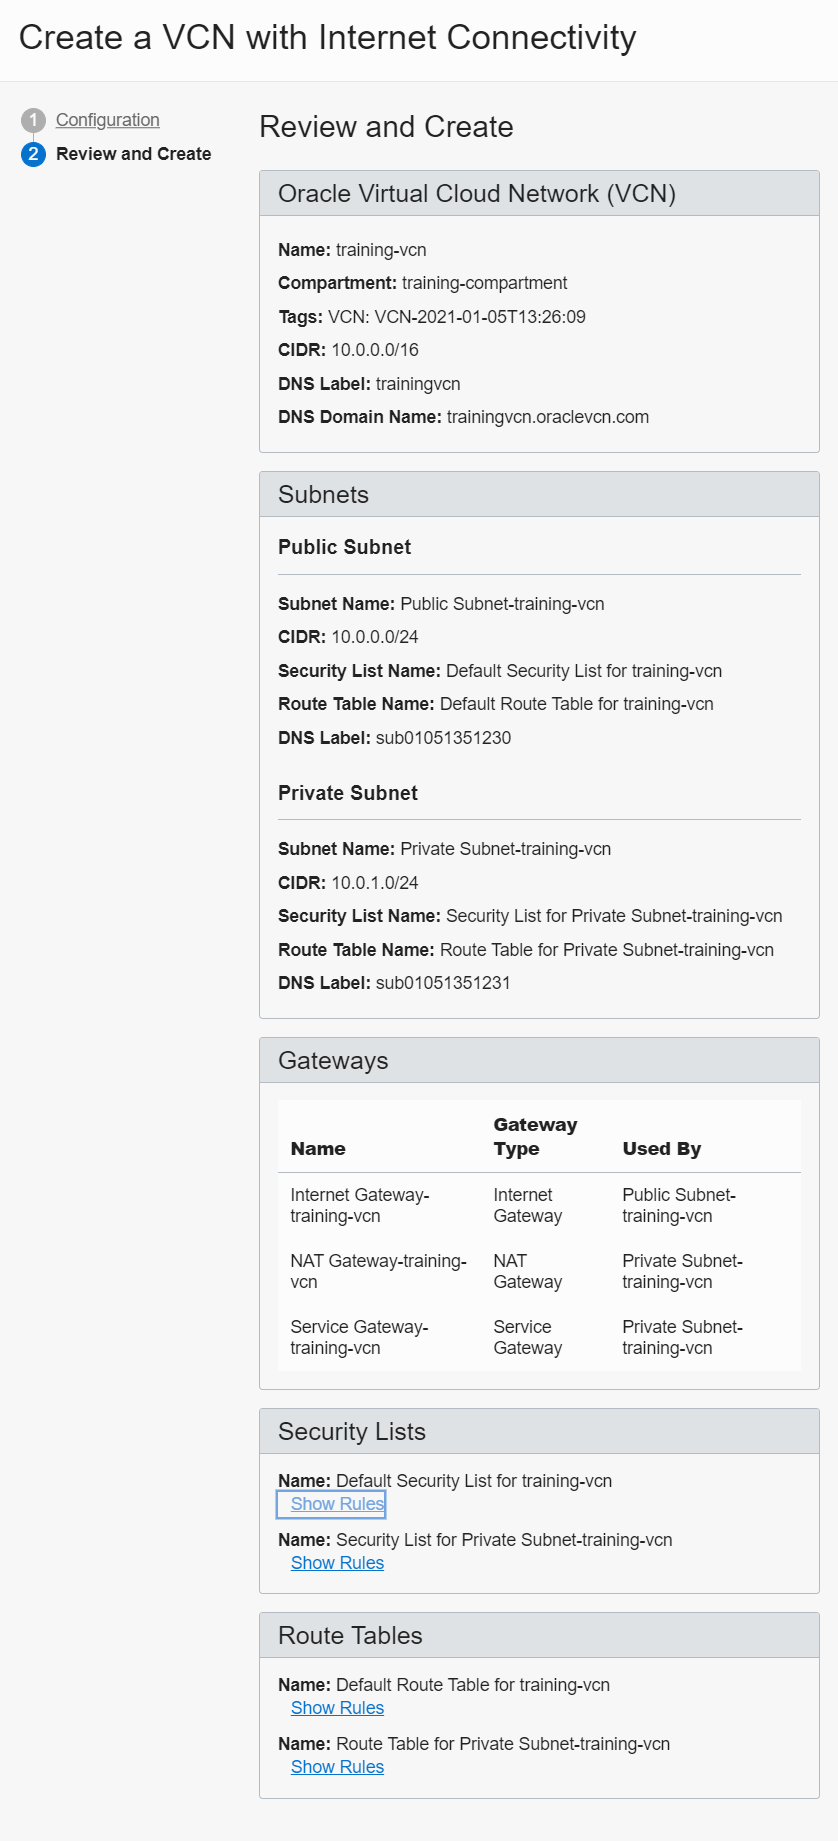 Create a VCN with Internet Connectivity
1 Configuration
2 Review and Create
Review and Create
Oracle Virtual Cloud Network (VCN)
Name: training-vcn
Compartment: training-compartment
Tags: VCN: VCN-2021-01-05T13:26:09
CIDR: 10.0.0.0/16
DNS Label: trainingvcn
DNS Domain Name: trainingvcn.oraclevcn.com
Subnets
Public Subnet
Subnet Name: Public Subnet-training-vcn
CIDR: 10.0.0.0/24
Security List Name: Default Security List for training-vcn
Route Table Name: Default Route Table for training-vcn
DNS Label: sub01051351230
Private Subnet
Subnet Name: Private Subnet-training-vcn
CIDR: 10.0.1.0/24
Security List Name: Security List for Private Subnet-training-vcn
Route Table Name: Route Table for Private Subnet-training-vcn
DNS Label: sub01051351231
Gateways
Gateway
Name Type Used By
Internet Gateway- Internet Public Subnet-
training-vcn Gateway training-vcn
NAT Gateway-training- NAT Private Subnet-
vcn Gateway training-vcn
Service Gateway- Service Private Subnet-
training-vcn Gateway training-vcn
Security Lists
Name: Default Security List for training-vcn
Show Rules
Name: Security List for Private Subnet-training-vcn
Show Rules
Route Tables
Name: Default Route Table for training-vcn
Show Rules
Name: Route Table for Private Subnet-training-vcn
Show Rules